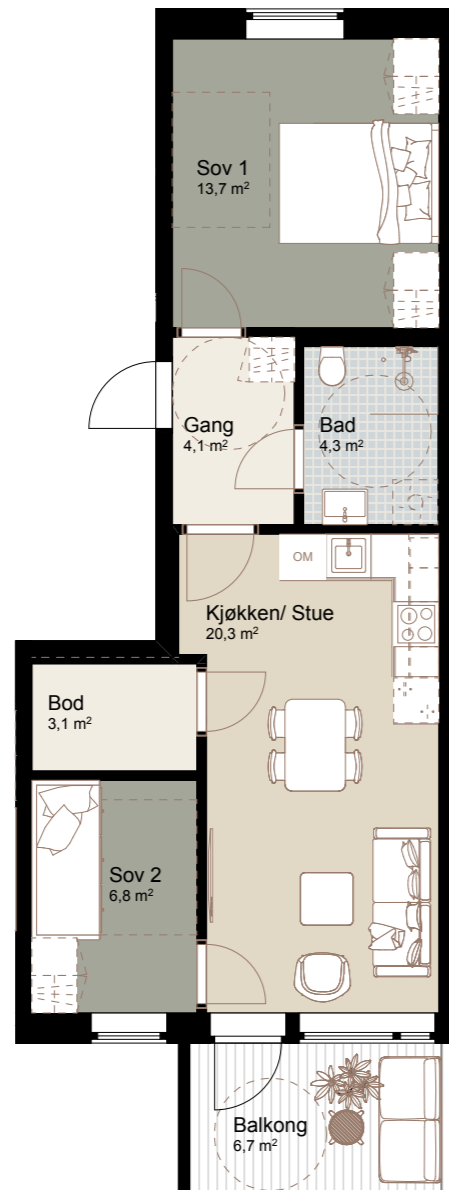 Sov 1
13,7 m²
Gang
4,1 m²
Bad
4,3 m²
OM
Kjøkken/ Stue
20,3 m²
Bod
3,1 m²
Sov 2
6,8 m²
Balkong
6,7 m²